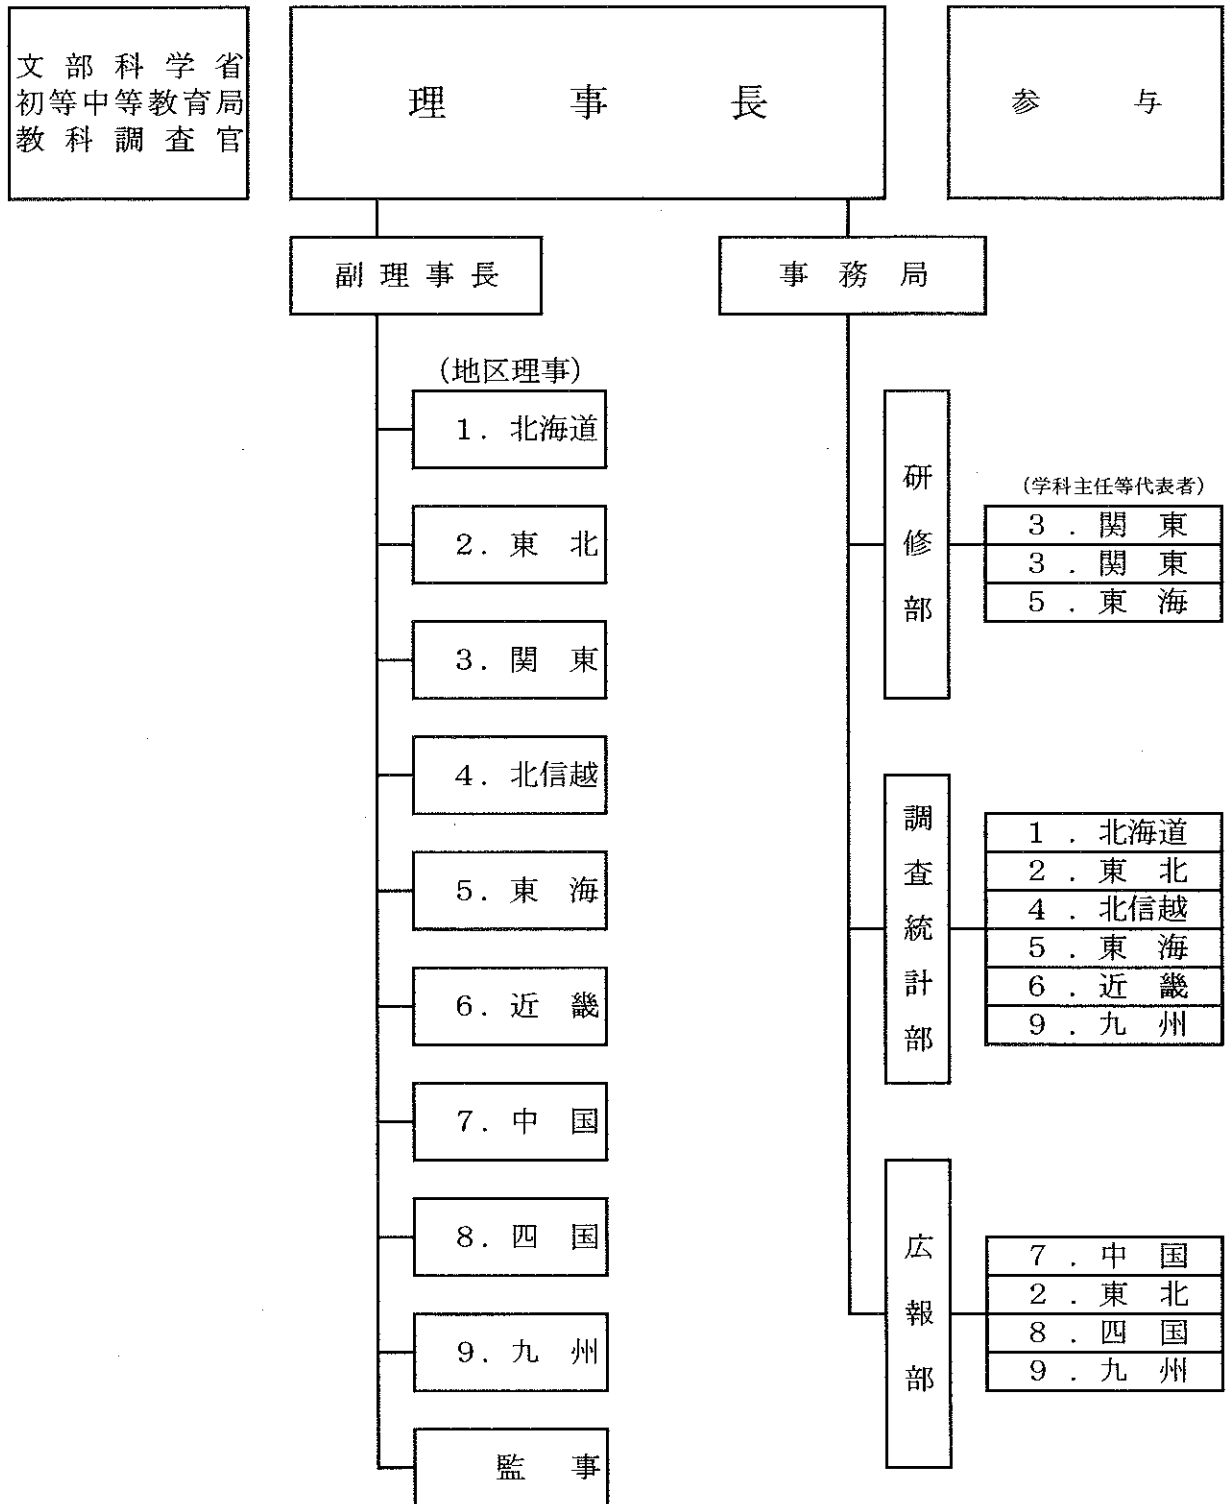 文部科学省
初等中等教育局
教科調査官
理事長
参与
副理事長
事務局
(地区理事)
1. 北海道
2. 東北
3. 関東
4. 北信越
5. 東海
6. 近畿
7. 中国
8. 四国
9. 九州
監事
研修部
(学科主任等代表者)
3. 関東
3. 関東
5. 東海
調査統計部
1. 北海道
2. 東北
4. 北信越
5. 東海
6. 近畿
9. 九州
広報部
7. 中国
2. 東北
8. 四国
9. 九州